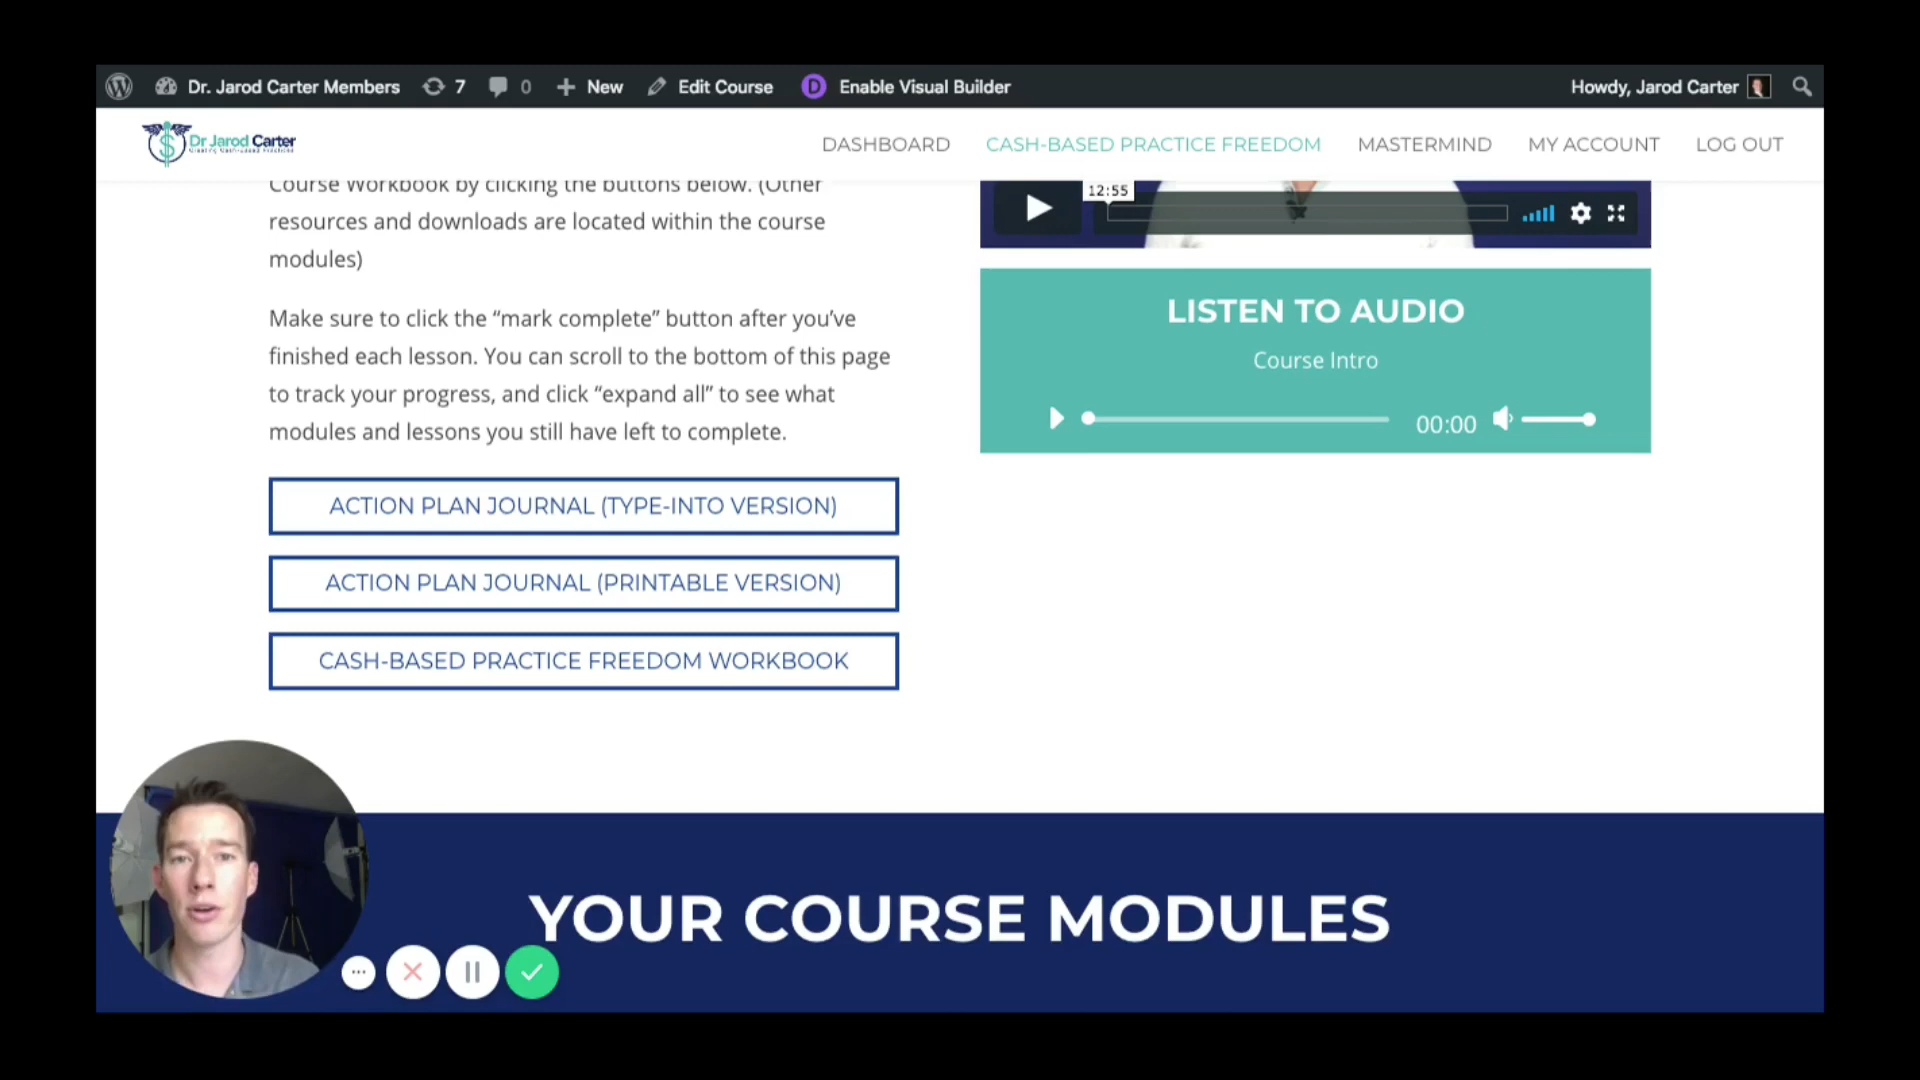 Dr. Jarod Carter Members 7 0 New Edit Course D Enable Visual Builder Howdy, Jarod Carter
Dr Jarod Carter
DASHBOARD CASH-BASED PRACTICE FREEDOM MASTERMIND MY ACCOUNT LOG OUT
Course Workbook by clicking the buttons below. (Other
resources and downloads are located within the course
modules)
Make sure to click the “mark complete” button after you’ve
finished each lesson. You can scroll to the bottom of this page
to track your progress, and click “expand all” to see what
modules and lessons you still have left to complete.
ACTION PLAN JOURNAL (TYPE-INTO VERSION)
ACTION PLAN JOURNAL (PRINTABLE VERSION)
CASH-BASED PRACTICE FREEDOM WORKBOOK
12:55
LISTEN TO AUDIO
Course Intro
00:00
YOUR COURSE MODULES